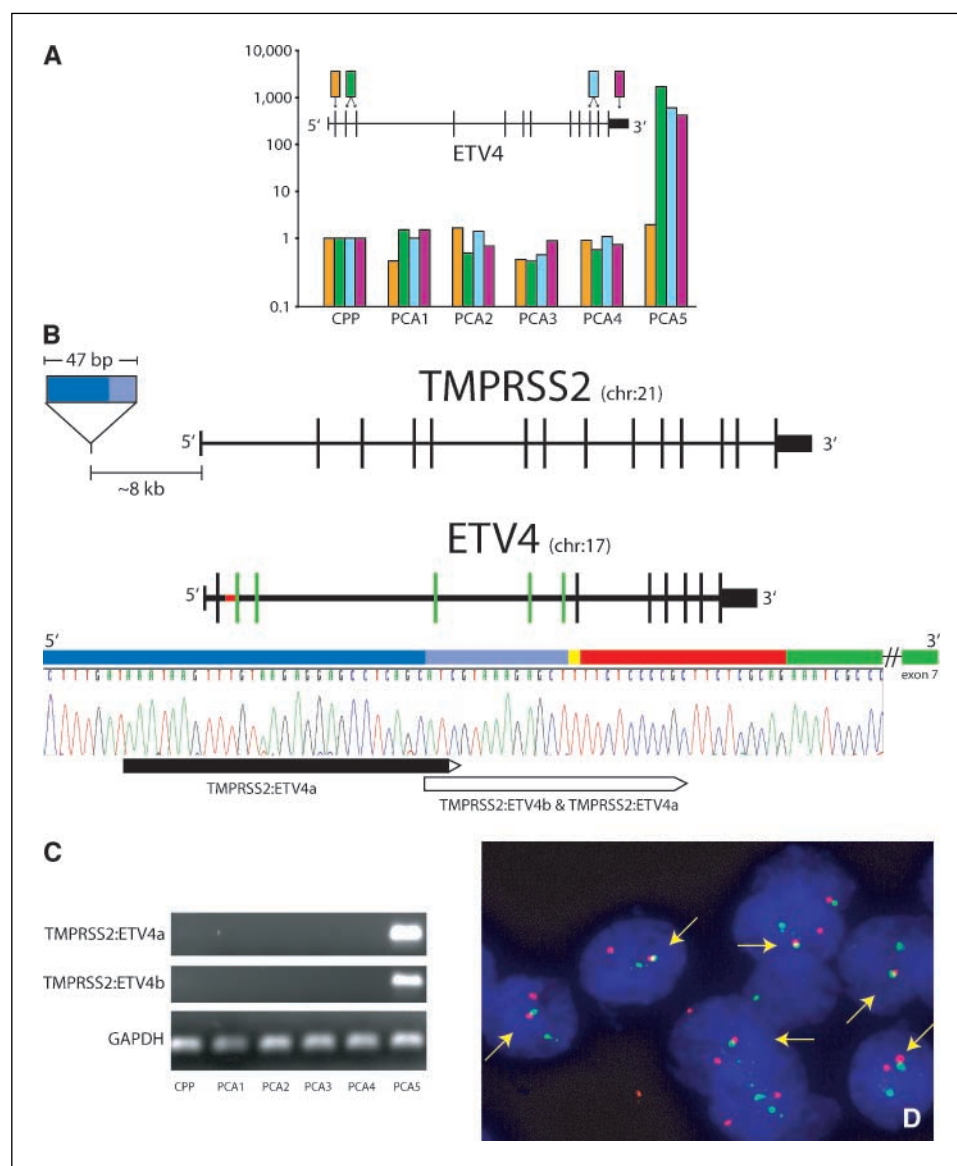 A
10,000
1,000
100
10
1
0.1
5′
3′
ETV4
CPP PCA1 PCA2 PCA3 PCA4 PCA5
B
47 bp
TMPRSS2 (chr:21)
5′
3′
~8 kb
ETV4 (chr:17)
5′
3′
5′
3′
exon 7
TMPRSS2:ETV4a
TMPRSS2:ETV4b & TMPRSS2:ETV4a
C
TMPRSS2:ETV4a
TMPRSS2:ETV4b
GAPDH
CPP PCA1 PCA2 PCA3 PCA4 PCA5
D